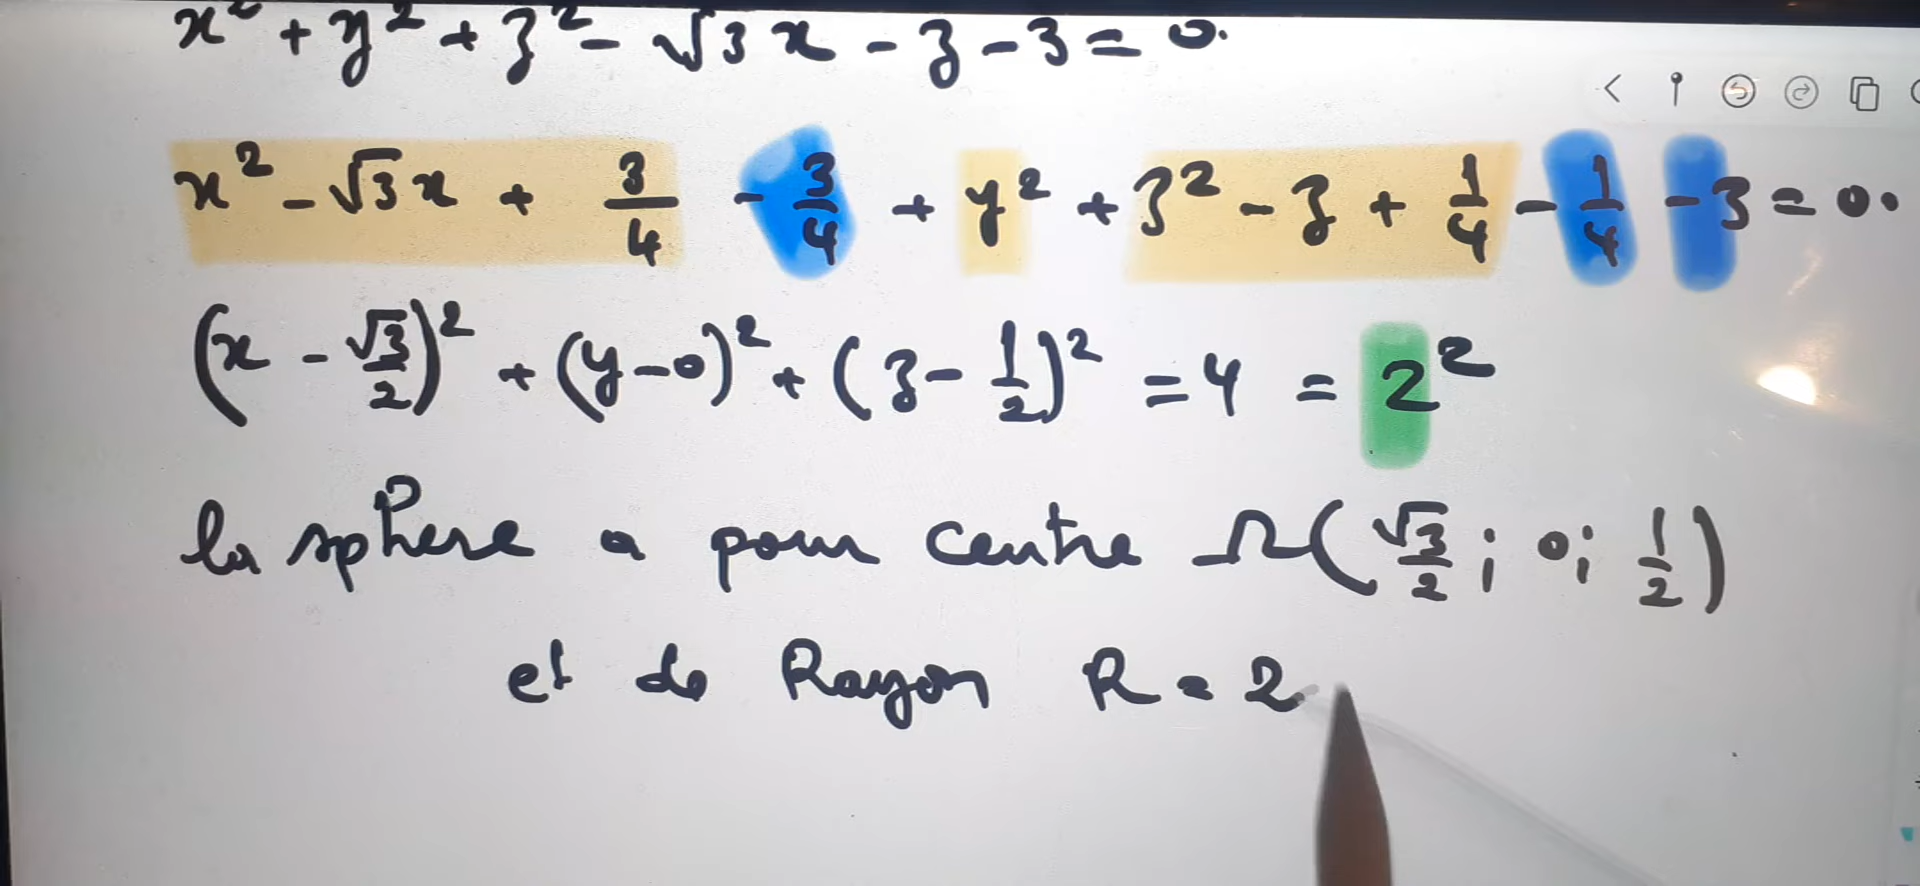 x² + y² + z² - √3 x - z - 3 = 0.
x² - √3 x + 3/4 - 3/4 + y² + z² - z + 1/4 - 1/4 - 3 = 0.
(x - √3/2)² + (y - 0)² + (z - 1/2)² = 4 = 2²
la sphere a pour centre Ω(√3/2 ; 0 ; 1/2)
et de Rayon R = 2